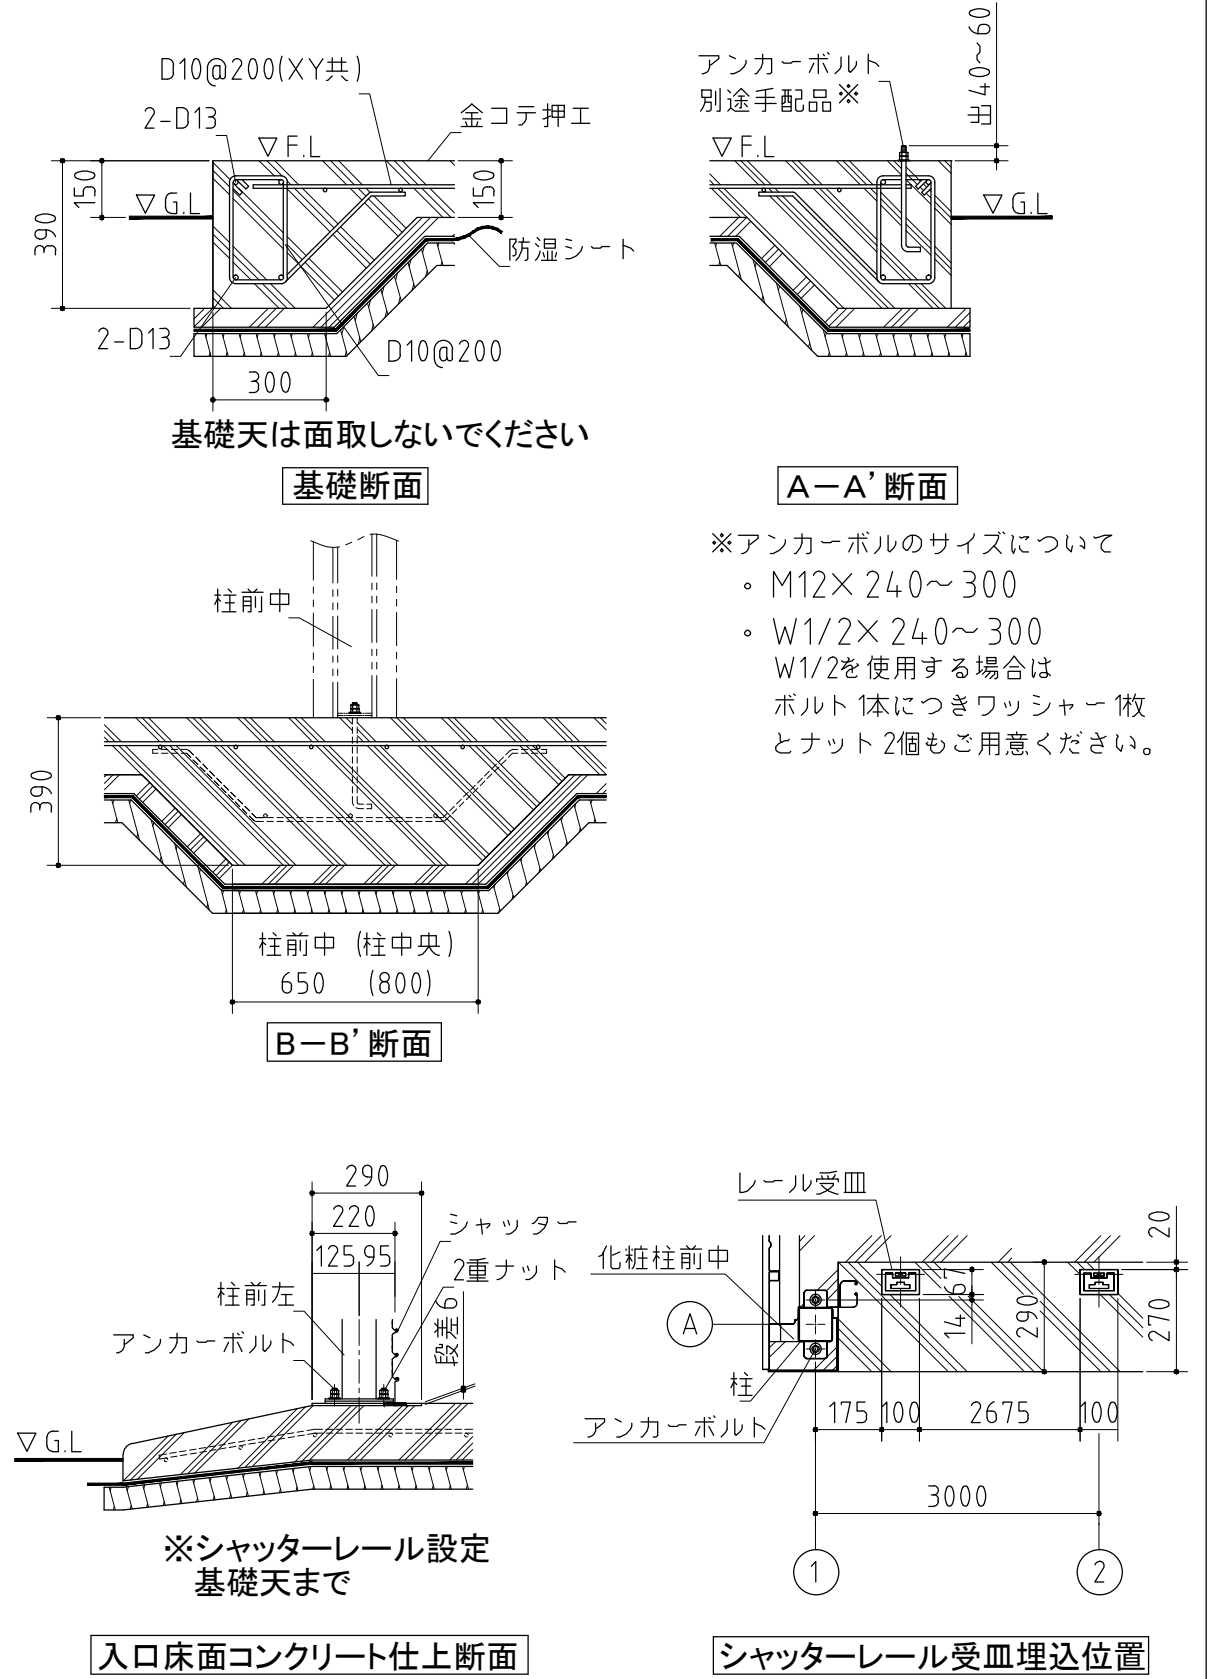 D10@200(XY共)
2-D13
金コテ押エ
▽F.L
150
▽G.L
150
390
防湿シート
2-D13
D10@200
300
基礎天は面取しないでください
基礎断面
アンカーボルト
別途手配品※
出40～60
▽F.L
▽G.L
A－A’断面
※アンカーボルのサイズについて
。M12×240～300
。W1/2×240～300
W1/2を使用する場合は
ボルト1本につきワッシャー1枚
とナット2個もご用意ください。
柱前中
390
柱前中 (柱中央)
650 (800)
B－B’断面
290
220
125 95
シャッター
2重ナット
柱前左
アンカーボルト
段差6
▽G.L
※シャッターレール設定
基礎天まで
入口床面コンクリート仕上断面
レール受皿
化粧柱前中
20
67
14
290
270
A
柱
アンカーボルト
175 100 2675 100
3000
1 2
シャッターレール受皿埋込位置